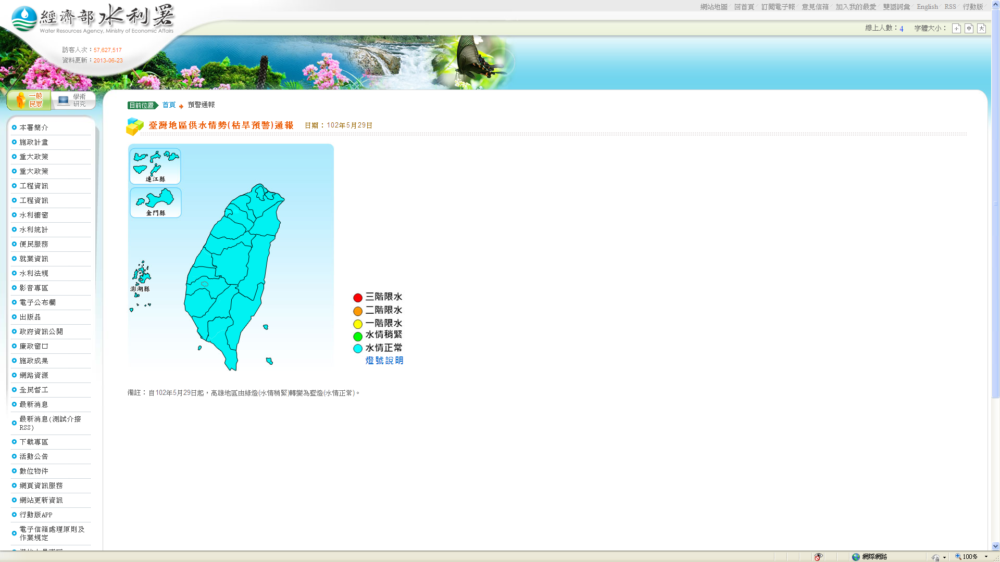 網站地圖 回首頁 訂閱電子報 意見信箱 加入我的最愛 雙語詞彙 English RSS 行動版
經濟部水利署
Water Resources Agency, Ministry of Economic Affairs
線上人數：4 字體大小： 小 中 大
訪客人次：57,627,517
資料更新：2013-06-23
一般民眾
學術研究
目前位置 首頁 預警通報
臺灣地區供水情勢(枯旱預警)通報 日期：102年5月29日
本署簡介
施政計畫
重大政策
重大政策
工程資訊
工程資訊
水利櫥窗
水利統計
便民服務
就業資訊
水利法規
影音專區
電子公布欄
出版品
政府資訊公開
廉政窗口
施政成果
網路資源
全民督工
最新消息
最新消息(測試介接
RSS)
下載專區
活動公告
數位物件
網頁資訊服務
網站更新資訊
行動版APP
電子信箱處理原則及
作業規定
連江縣
金門縣
澎湖縣
三階限水
二階限水
一階限水
水情稍緊
水情正常
燈號說明
備註：自102年5月29日起，高雄地區由綠燈(水情稍緊)轉變為藍燈(水情正常)。
網際網路
100%